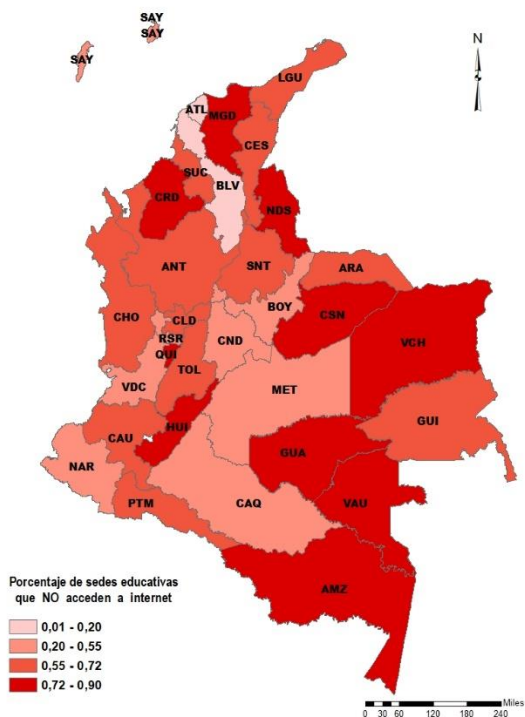 SAY
SAY
SAY
N
LGU
ATL
MGD
CES
SUC
BLV
CRD
NDS
ANT
SNT
ARA
BOY
CSN
CHO
CLD
RSR
CND
VCH
QUI
VDC
TOL
MET
GUI
HUI
CAU
GUA
NAR
CAQ
VAU
PTM
AMZ
Porcentaje de sedes educativas
que NO acceden a internet
0,01 - 0,20
0,20 - 0,55
0,55 - 0,72
0,72 - 0,90
Miles
0 30 60 120 180 240